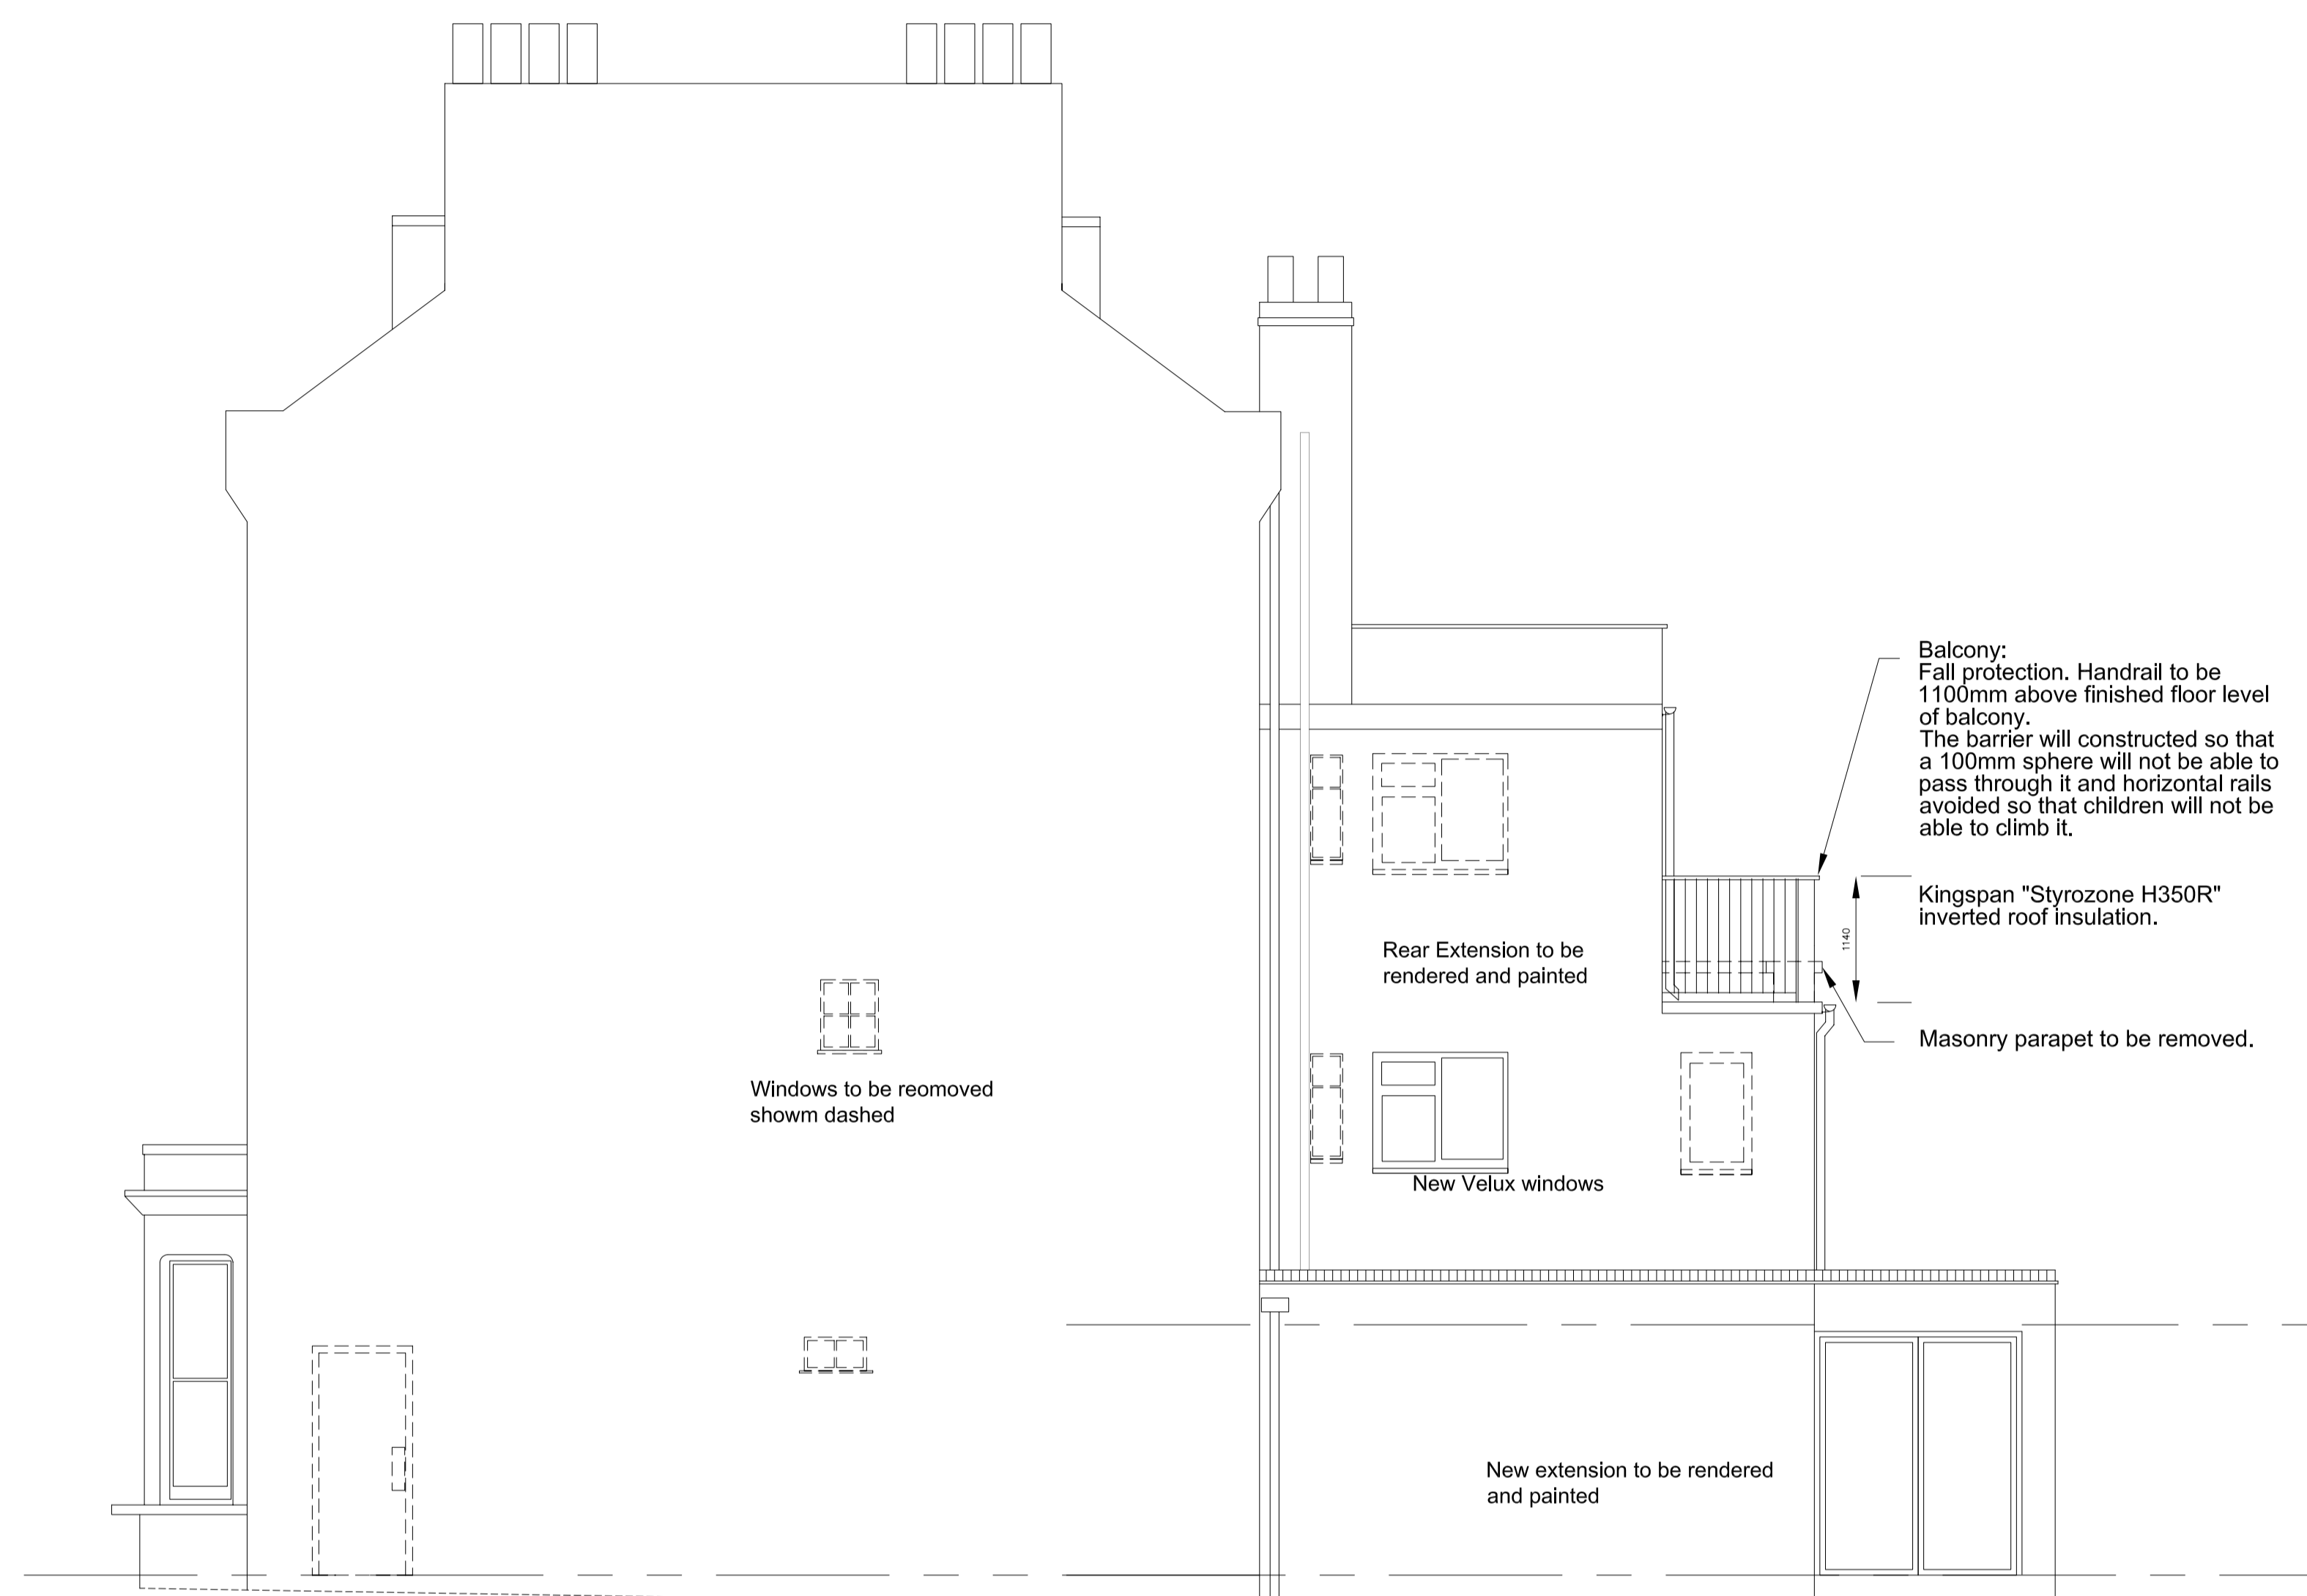 Balcony:
Fall protection. Handrail to be
1100mm above finished floor level
of balcony.
The barrier will constructed so that
a 100mm sphere will not be able to
pass through it and horizontal rails
avoided so that children will not be
able to climb it.
Kingspan "Styrozone H350R"
inverted roof insulation.
1140
Rear Extension to be
rendered and painted
Masonry parapet to be removed.
Windows to be reomoved
showm dashed
New Velux windows
New extension to be rendered
and painted